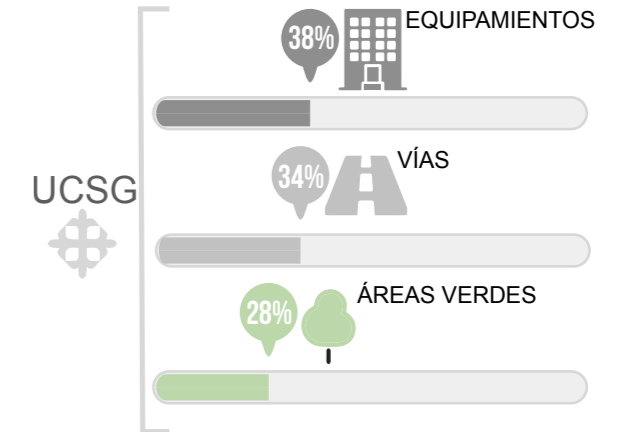 38%
EQUIPAMIENTOS
34%
VÍAS
UCSG
28%
ÁREAS VERDES